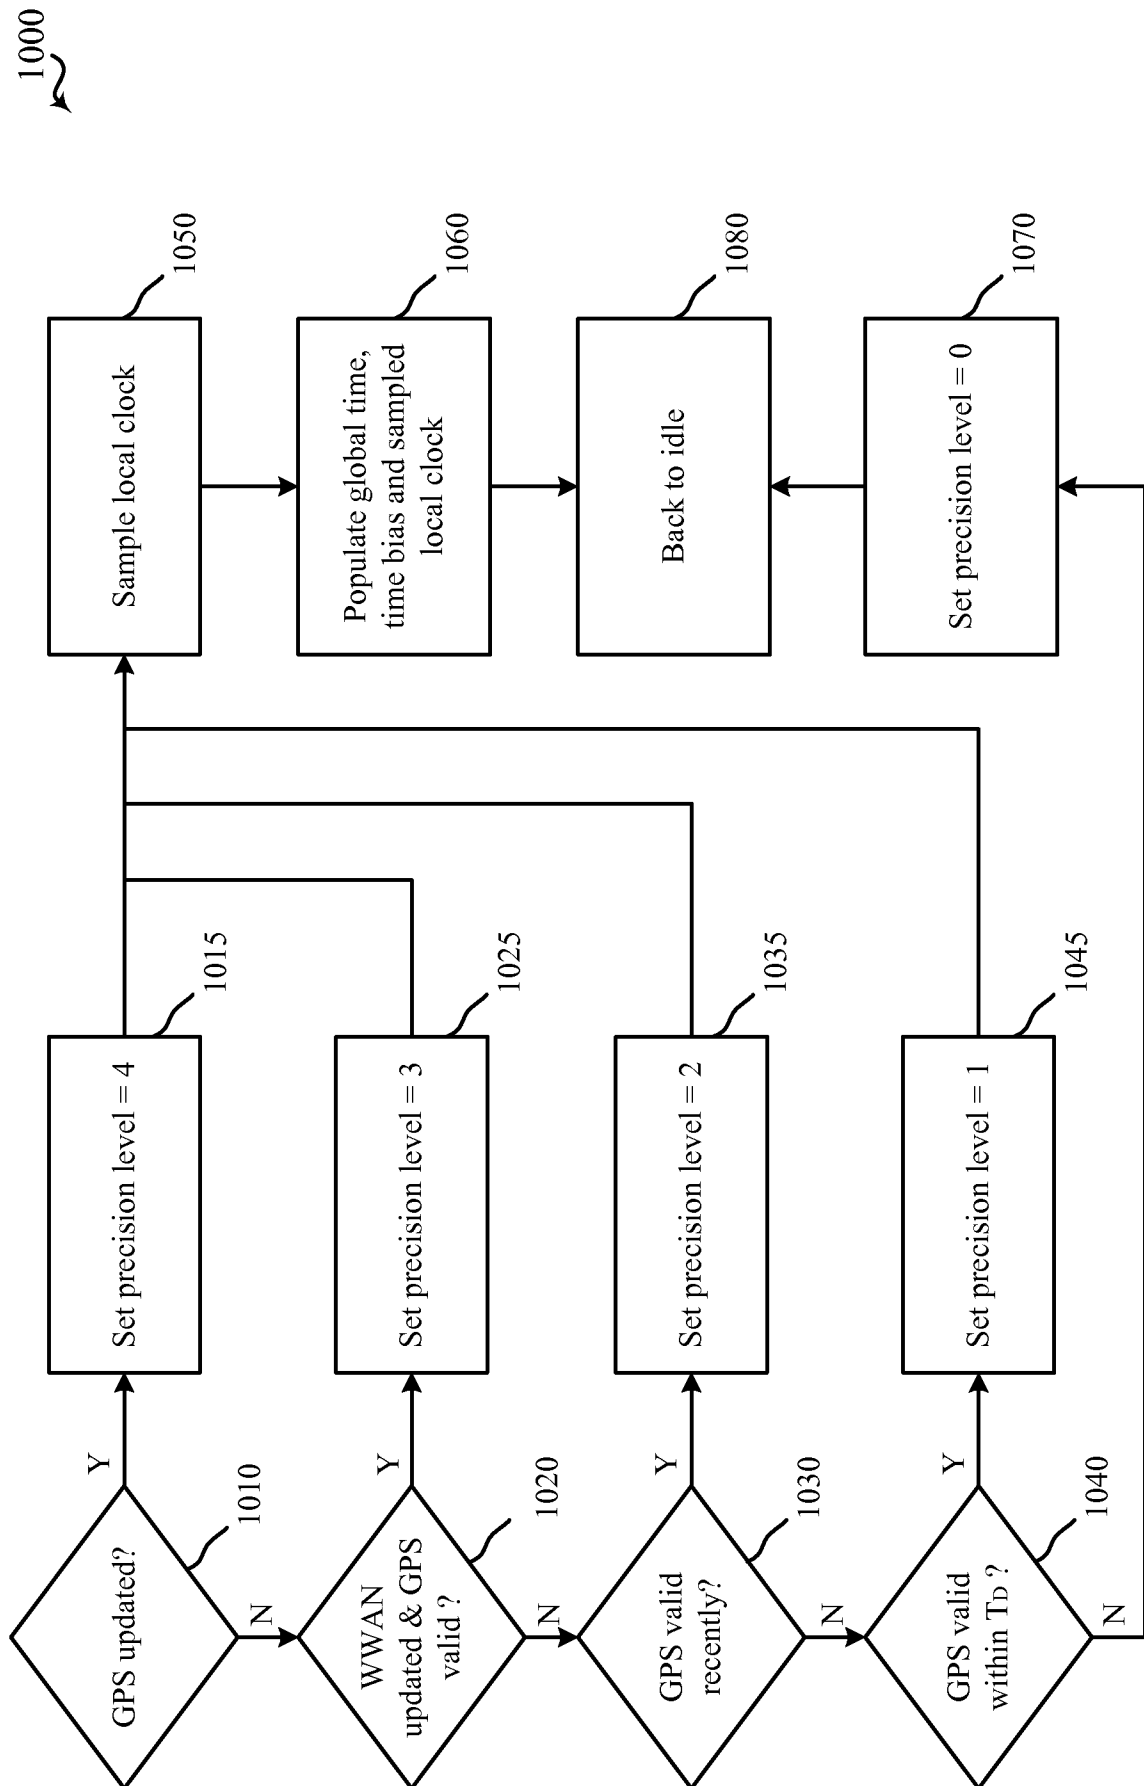 1000
GPS updated?
1010
Y
N
Set precision level = 4
1015
Sample local clock
1050
WWAN
updated & GPS
valid ?
1020
Y
N
Set precision level = 3
1025
Populate global time,
time bias and sampled
local clock
1060
GPS valid
recently?
1030
Y
N
Set precision level = 2
1035
Back to idle
1080
GPS valid
within TD ?
1040
Y
N
Set precision level = 1
1045
Set precision level = 0
1070